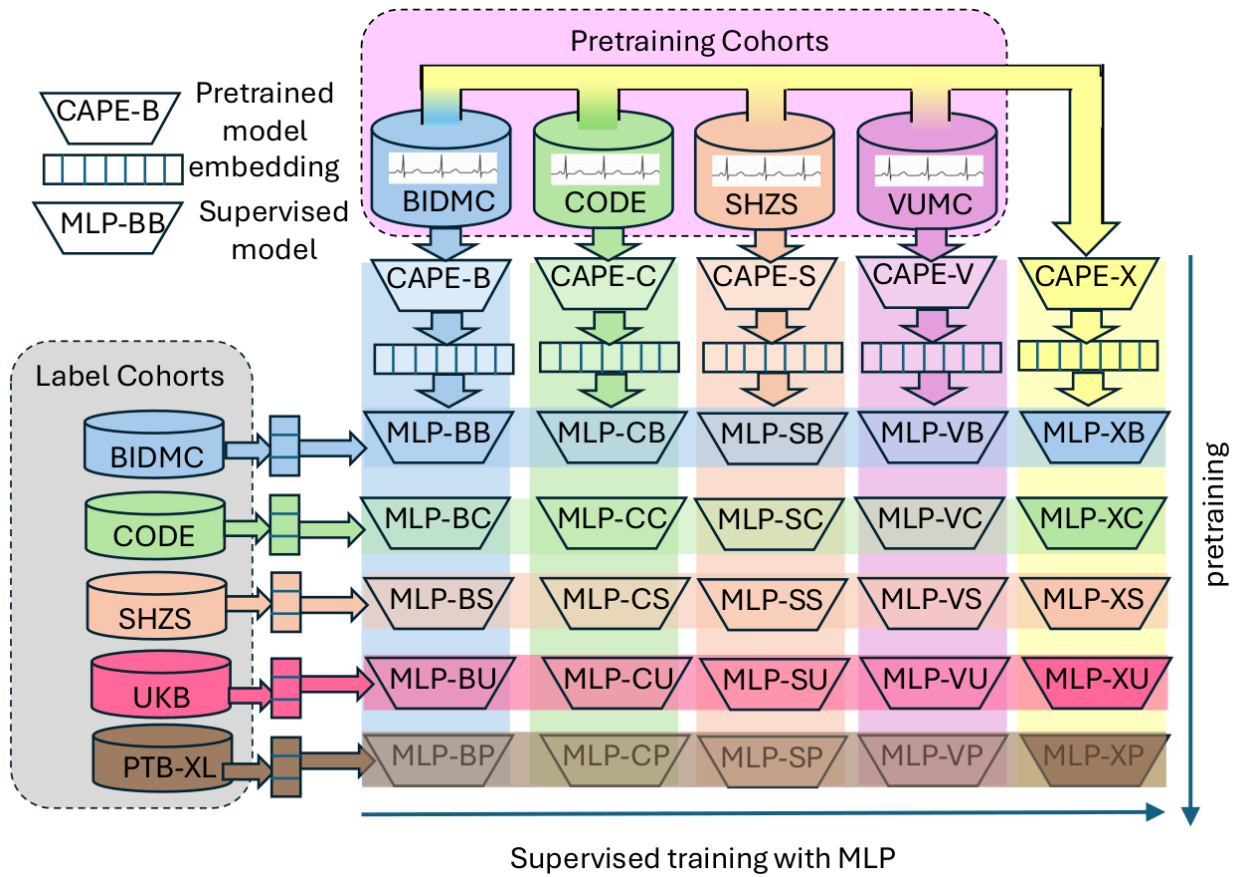 Pretraining Cohorts
CAPE-B
Pretrained
model
embedding
MLP-BB
Supervised
model
BIDMC
CODE
SHZS
VUMC
CAPE-B
CAPE-C
CAPE-S
CAPE-V
CAPE-X
Label Cohorts
BIDMC
MLP-BB
MLP-CB
MLP-SB
MLP-VB
MLP-XB
CODE
MLP-BC
MLP-CC
MLP-SC
MLP-VC
MLP-XC
SHZS
MLP-BS
MLP-CS
MLP-SS
MLP-VS
MLP-XS
UKB
MLP-BU
MLP-CU
MLP-SU
MLP-VU
MLP-XU
PTB-XL
MLP-BP
MLP-CP
MLP-SP
MLP-VP
MLP-XP
pretraining
Supervised training with MLP